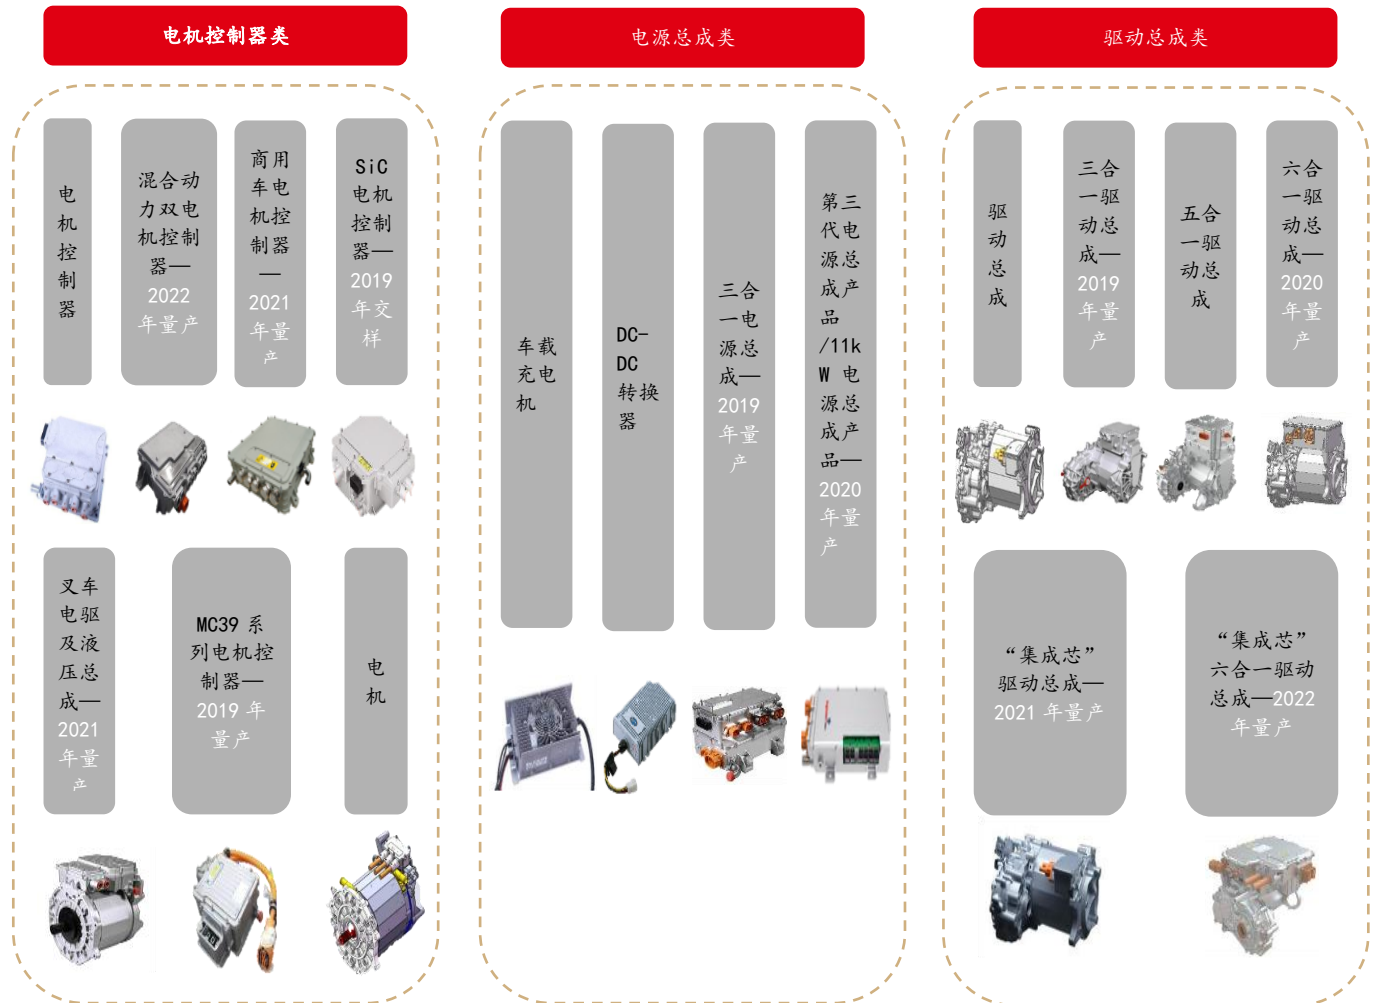 电机控制器类
电源总成类
驱动总成类
电
机
控
制
器
混合动
力双电
机控制
器—
2022
年量产
商用
车电
机控
制器
—
2021
年量
产
SiC
电机
控制
器—
2019
年交
样
叉车
电驱
及液
压总
成—
2021
年量
产
MC39 系
列电机控
制器—
2019 年
量产
电
机
车载
充电
机
DC-
DC
转换
器
三合
一电
源总
成—
2019
年量
产
第三
代电
源总
成产
品
/11k
W 电
源总
成产
品—
2020
年量
产
驱
动
总
成
三合
一驱
动总
成—
2019
年量
产
五合
一驱
动总
成
六合
一驱
动总
成—
2020
年量
产
“集成芯”
驱动总成—
2021 年量产
“集成芯”
六合一驱动
总成—2022
年量产